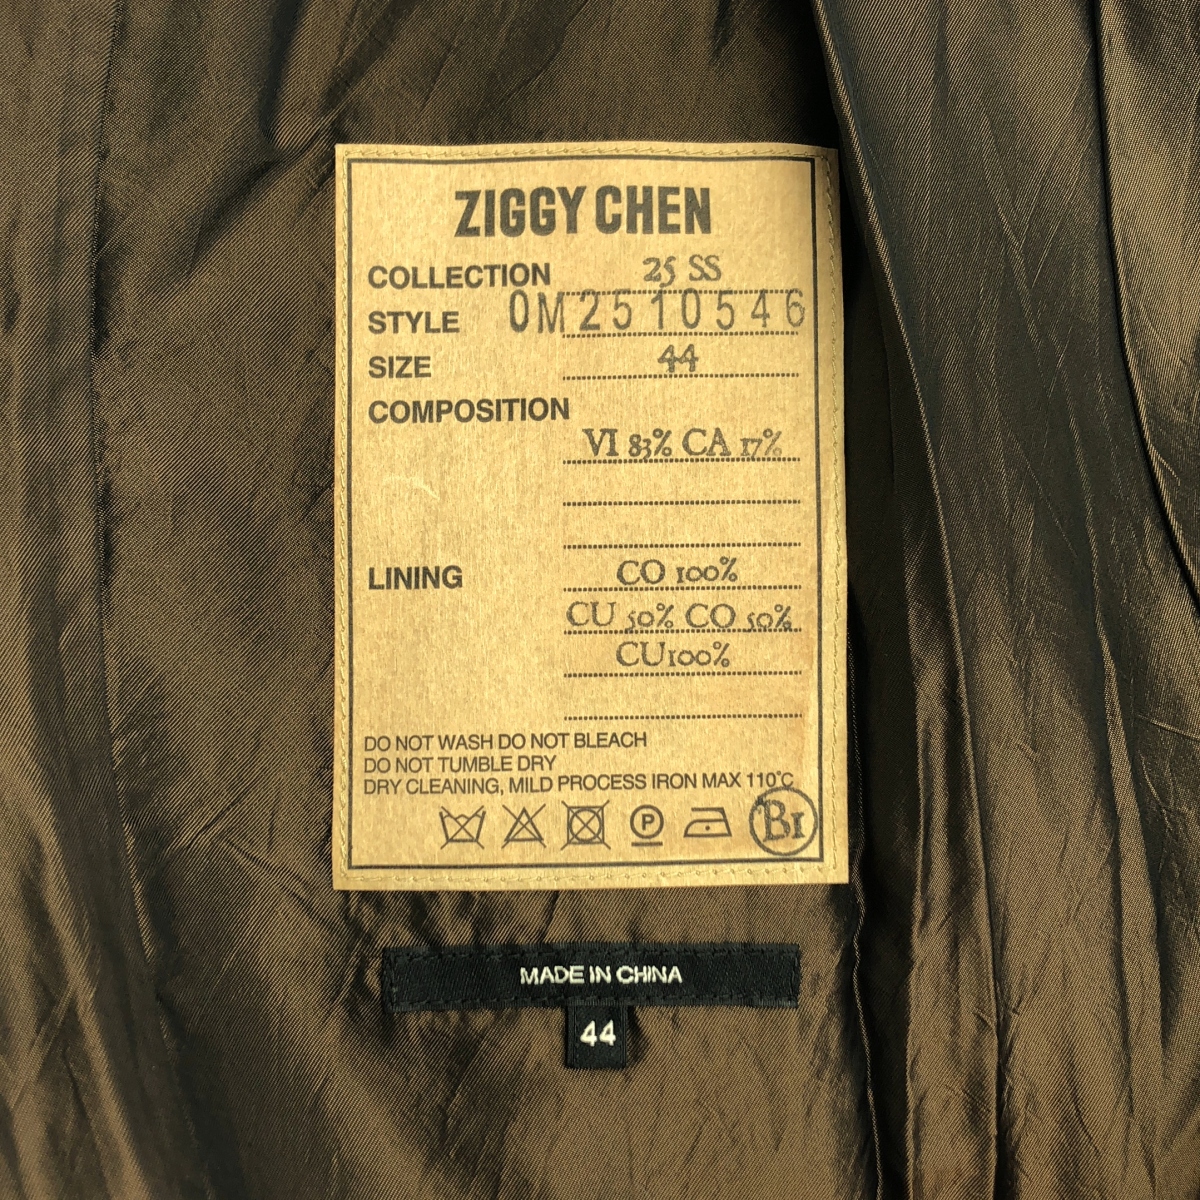 ZIGGY CHEN
COLLECTION 25 SS
STYLE 0M2510546
SIZE 44
COMPOSITION
VI 83% CA 17%
LINING CO 100%
CU 50% CO 50%
CU100%
DO NOT WASH DO NOT BLEACH
DO NOT TUMBLE DRY
DRY CLEANING, MILD PROCESS IRON MAX 110°C
P B1
MADE IN CHINA
44